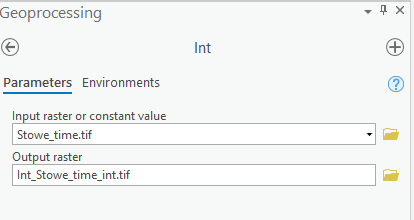 Geoprocessing
Int
Parameters Environments
Input raster or constant value
Stowe_time.tif
Output raster
Int_Stowe_time_int.tif